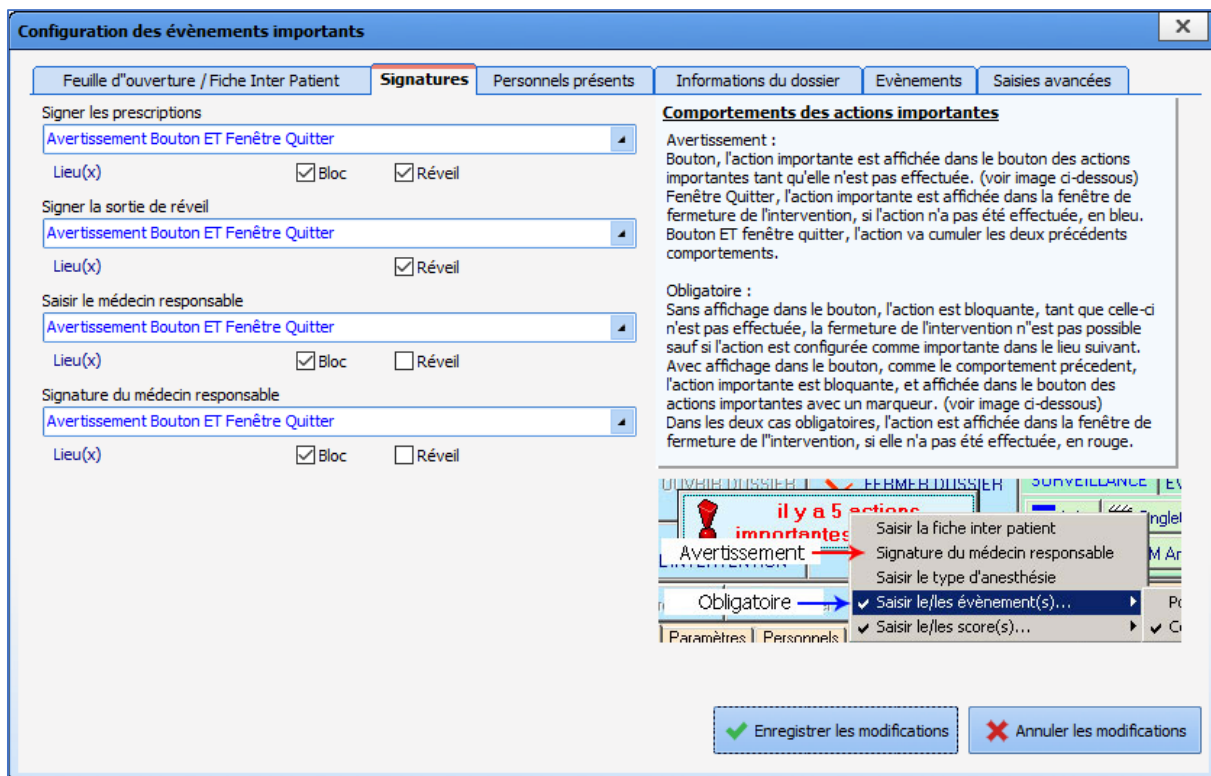 Configuration des évènements importants
Feuille d"ouverture / Fiche Inter Patient
Signatures
Personnels présents
Informations du dossier
Evènements
Saisies avancées
Signer les prescriptions
Avertissement Bouton ET Fenêtre Quitter
Lieu(x)
Bloc
Réveil
Signer la sortie de réveil
Avertissement Bouton ET Fenêtre Quitter
Lieu(x)
Réveil
Saisir le médecin responsable
Avertissement Bouton ET Fenêtre Quitter
Lieu(x)
Bloc
Réveil
Signature du médecin responsable
Avertissement Bouton ET Fenêtre Quitter
Lieu(x)
Bloc
Réveil
Comportements des actions importantes
Avertissement :
Bouton, l'action importante est affichée dans le bouton des actions
importantes tant qu'elle n'est pas effectuée. (voir image ci-dessous)
Fenêtre Quitter, l'action importante est affichée dans la fenêtre de
fermeture de l'intervention, si l'action n'a pas été effectuée, en bleu.
Bouton ET fenêtre quitter, l'action va cumuler les deux précédents
comportements.
Obligatoire :
Sans affichage dans le bouton, l'action est bloquante, tant que celle-ci
n'est pas effectuée, la fermeture de l'intervention n"est pas possible
sauf si l'action est configurée comme importante dans le lieu suivant.
Avec affichage dans le bouton, comme le comportement précedent,
l'action importante est bloquante, et affichée dans le bouton des
actions importantes avec un marqueur. (voir image ci-dessous)
Dans les deux cas obligatoires, l'action est affichée dans la fenêtre de
fermeture de l"intervention, si elle n'a pas été effectuée, en rouge.
OUVRIR DOSSIER
FERMER DOSSIER
SURVEILLANCE
il y a 5 actions
importantes
Saisir la fiche inter patient
Avertissement
Signature du médecin responsable
Saisir le type d'anesthésie
Obligatoire
Saisir le/les évènement(s)...
Saisir le/les score(s)...
Paramètres
Personnels
Enregistrer les modifications
Annuler les modifications